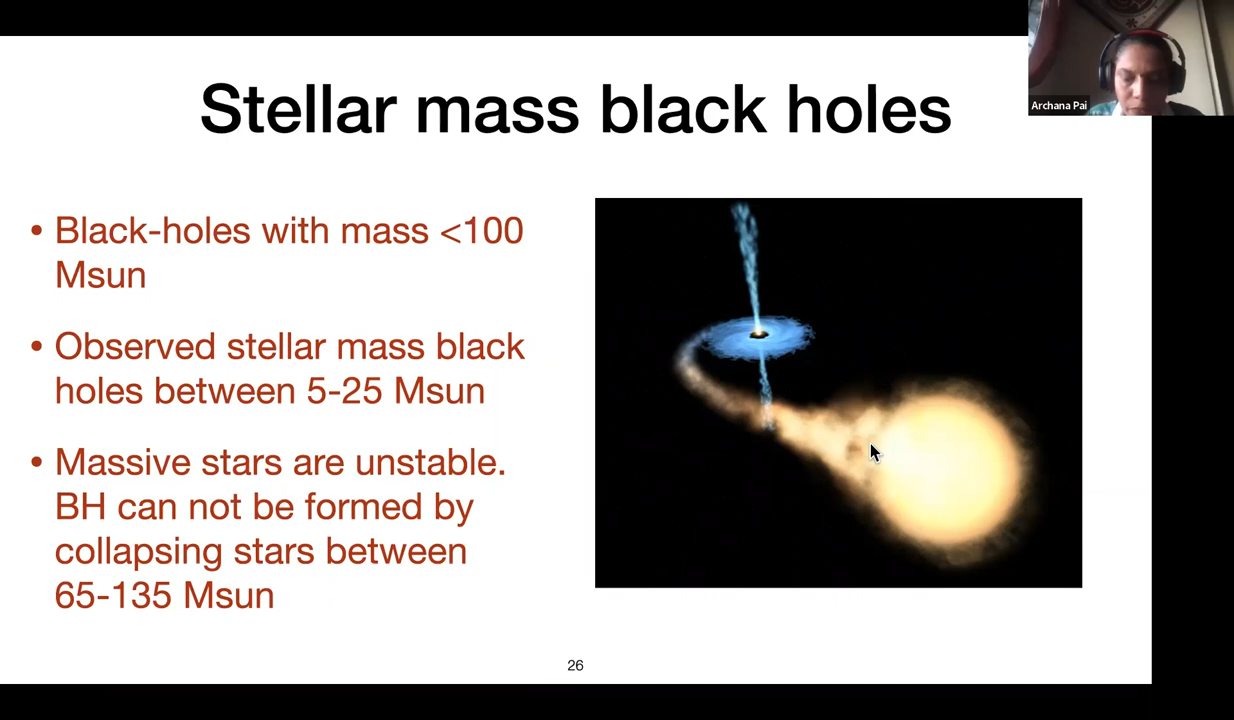 Stellar mass black holes
Archana Pai
• Black-holes with mass <100
Msun
• Observed stellar mass black
holes between 5-25 Msun
• Massive stars are unstable.
BH can not be formed by
collapsing stars between
65-135 Msun
26